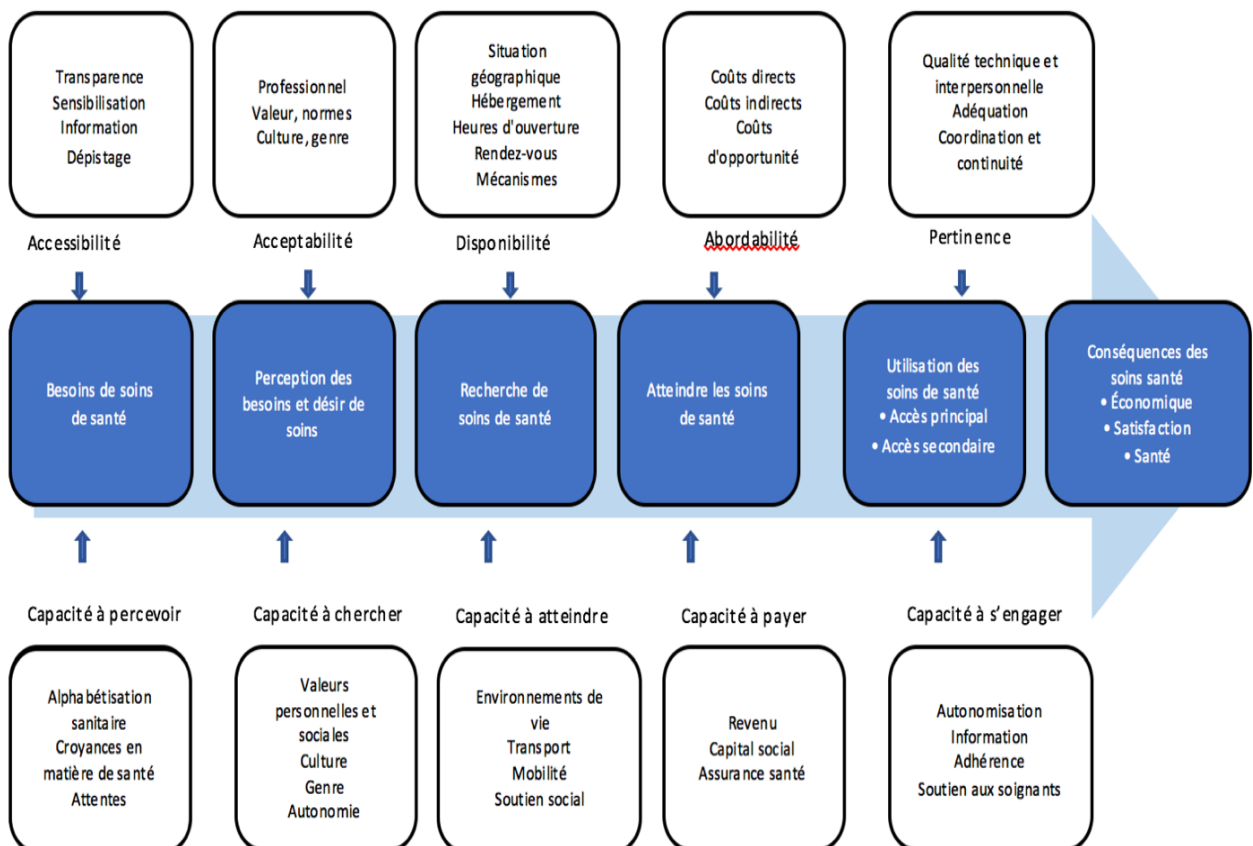 Transparence
Sensibilisation
Information
Dépistage
Professionnel
Valeur, normes
Culture, genre
Situation
géographique
Hébergement
Heures d'ouverture
Rendez-vous
Mécanismes
Coûts directs
Coûts indirects
Coûts
d'opportunité
Qualité technique et
interpersonnelle
Adéquation
Coordination et
continuité
Accessibilité
Acceptabilité
Disponibilité
Abordabilité
Pertinence
Besoins de soins
de santé
Perception des
besoins et désir de
soins
Recherche de
soins de santé
Atteindre les soins
de santé
Utilisation des
soins de santé
• Accès principal
• Accès secondaire
Conséquences des
soins santé
• Économique
• Satisfaction
• Santé
Capacité à percevoir
Capacité à chercher
Capacité à atteindre
Capacité à payer
Capacité à s’engager
Alphabétisation
sanitaire
Croyances en
matière de santé
Attentes
Valeurs
personnelles et
sociales
Culture
Genre
Autonomie
Environnements de
vie
Transport
Mobilité
Soutien social
Revenu
Capital social
Assurance santé
Autonomisation
Information
Adhérence
Soutien aux soignants